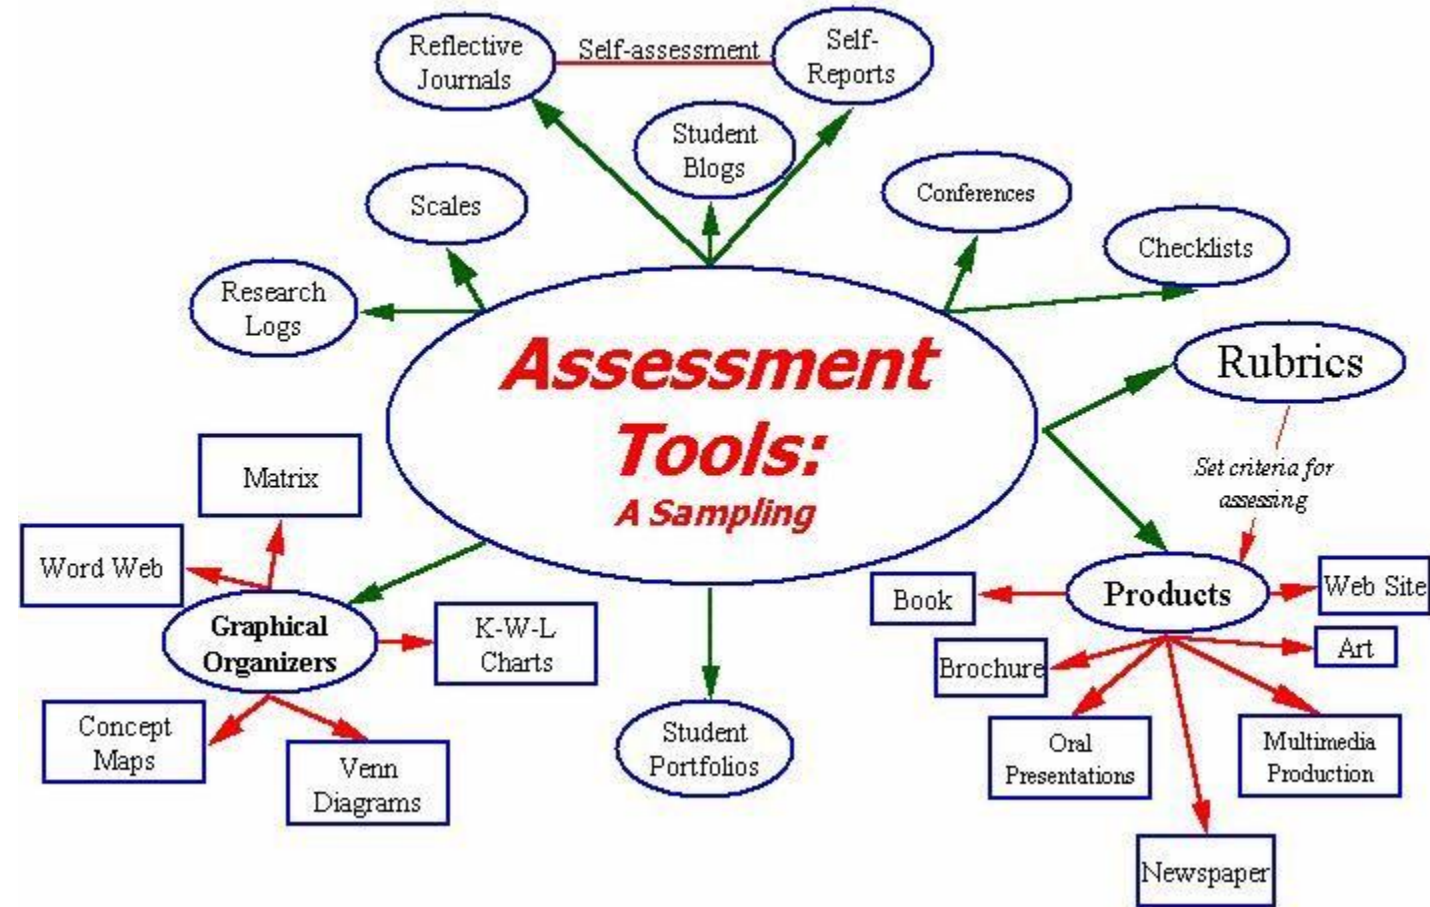 Reflective
Journals
Self-assessment
Self-
Reports
Student
Blogs
Scales
Conferences
Checklists
Research
Logs
Assessment
Tools:
A Sampling
Rubrics
Set criteria for
assessing
Matrix
Word Web
Graphical
Organizers
K-W-L
Charts
Concept
Maps
Venn
Diagrams
Student
Portfolios
Products
Book
Web Site
Brochure
Art
Oral
Presentations
Multimedia
Production
Newspaper